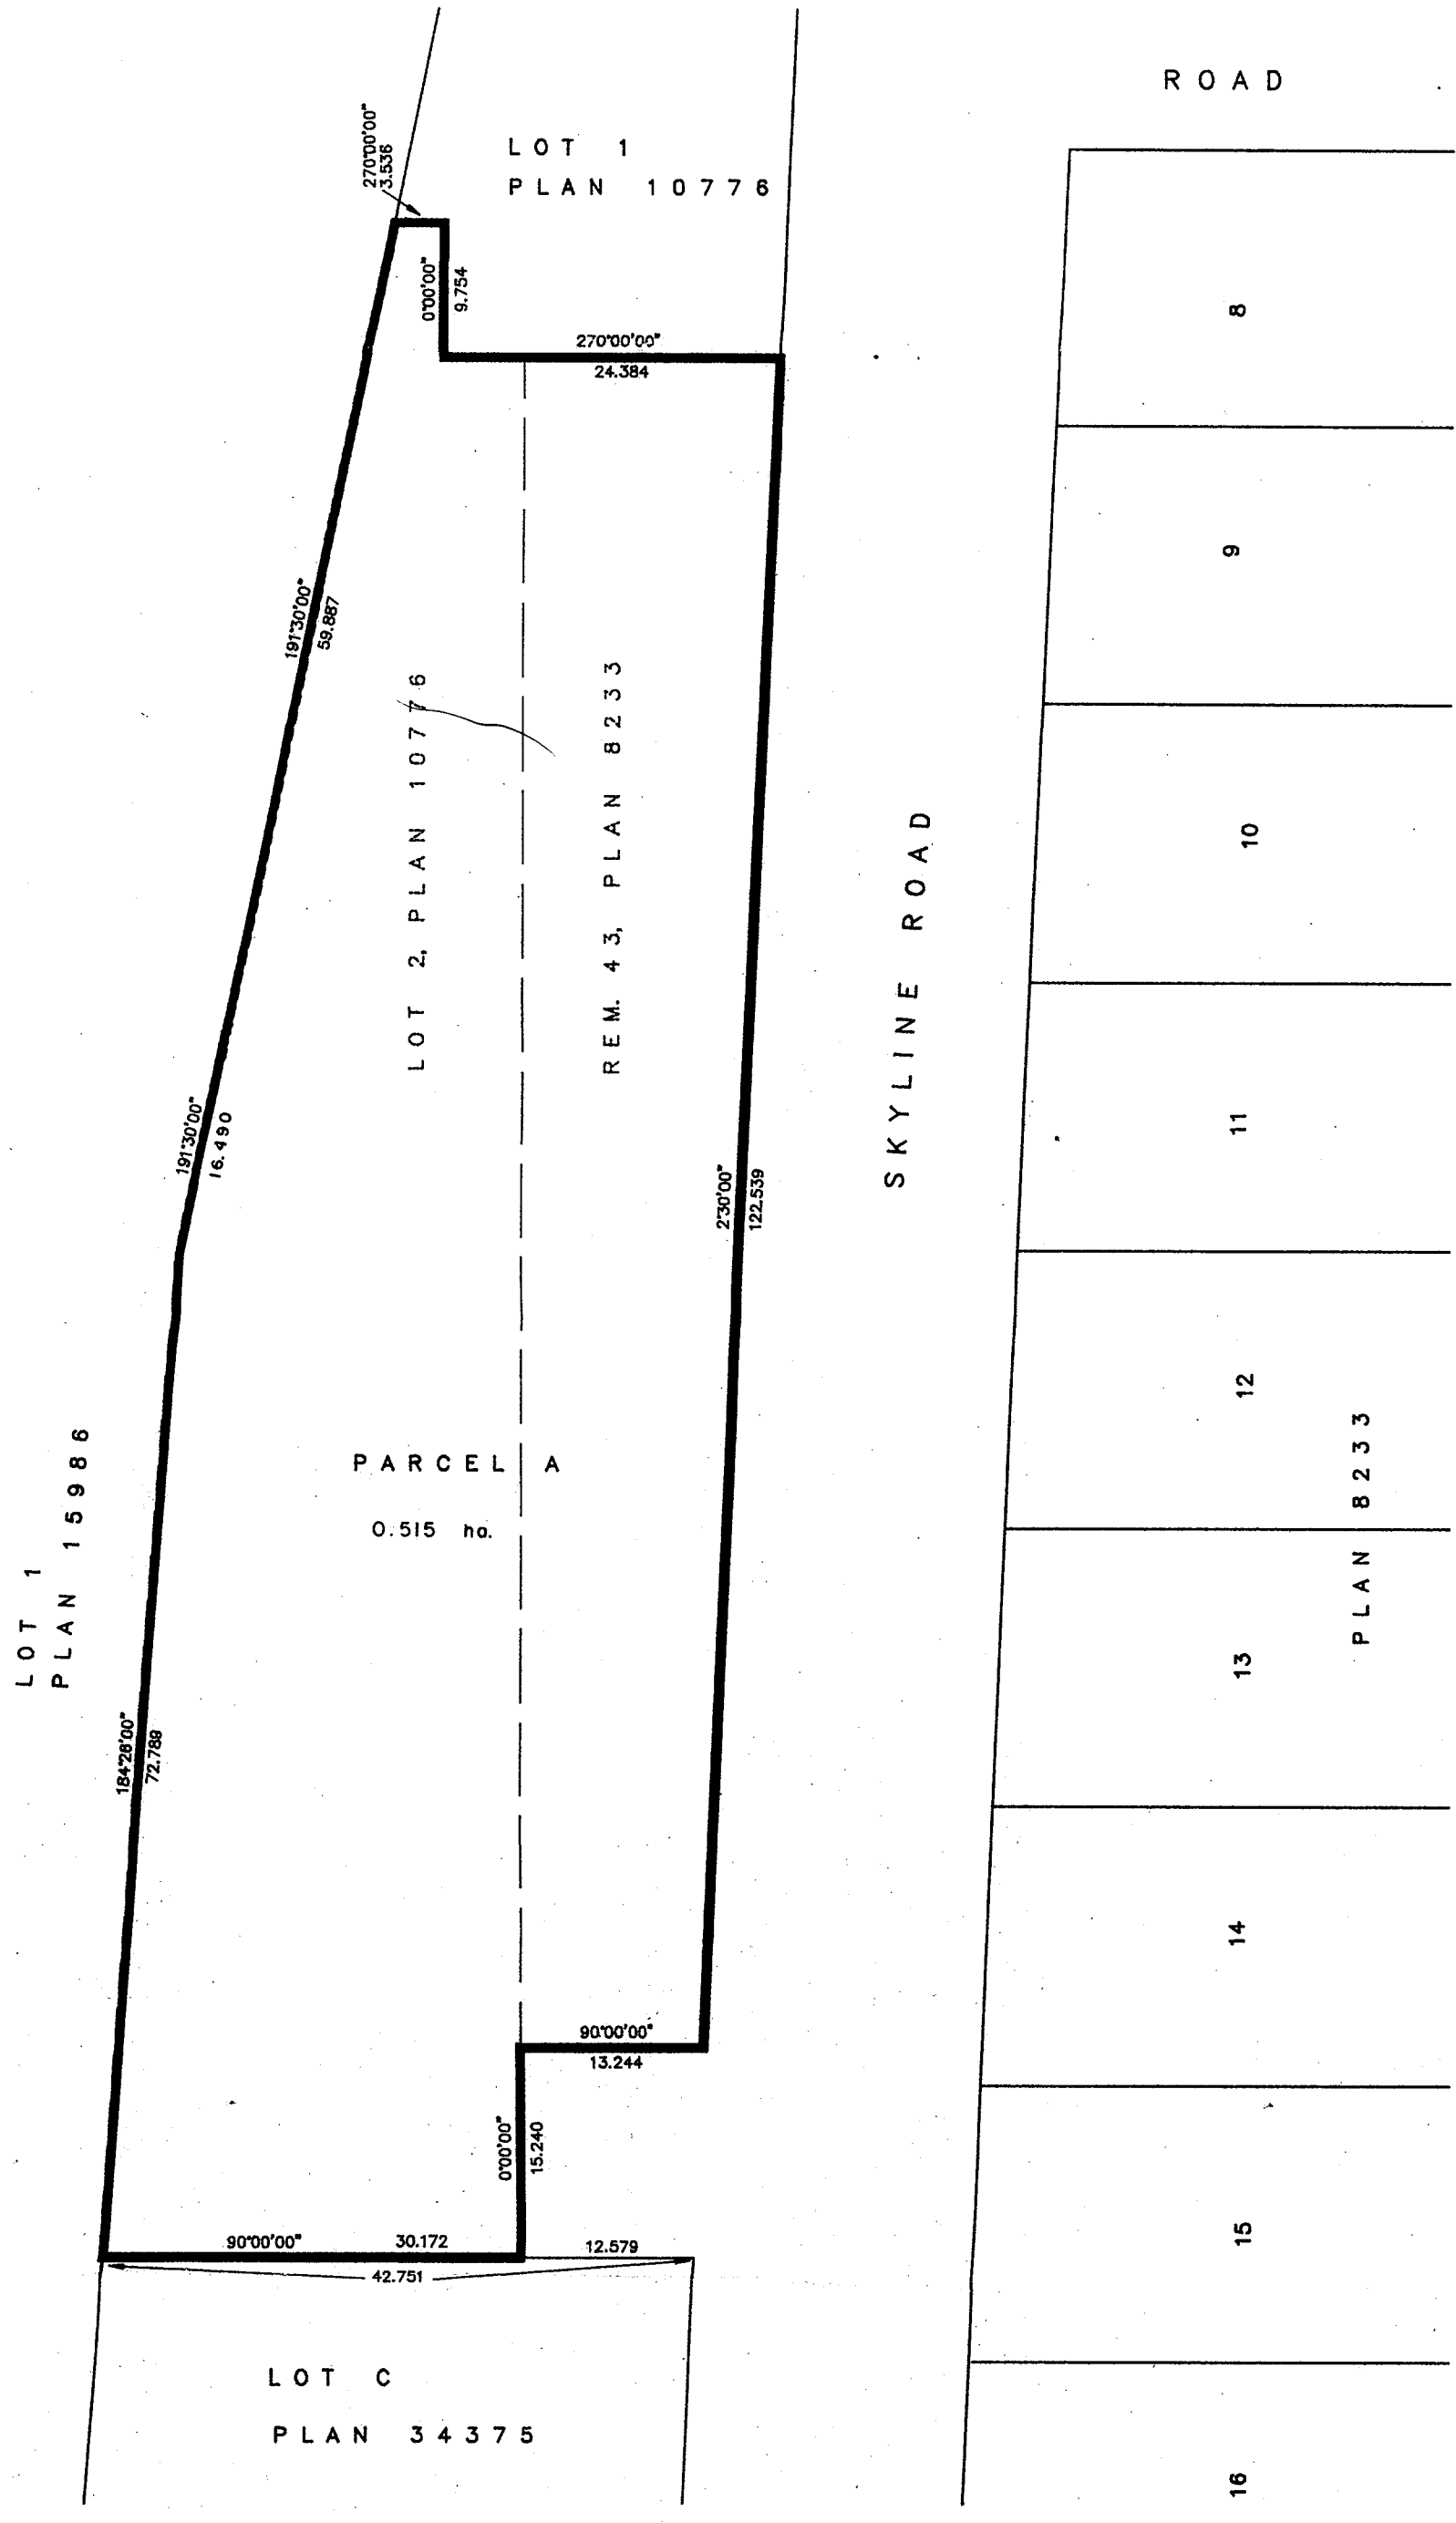 ROAD
LOT 1
PLAN 10776
270°00'00"
3.536
0°00'00"
9.754
270°00'00"
24.384
8
9
191°30'00"
59.887
LOT 2, PLAN 10776
REM. 43, PLAN 8233
SKYLINE ROAD
10
11
191°30'00"
16.490
2°30'00"
122.539
12
PLAN 8233
LOT 1
PLAN 15986
PARCEL A
0.515 ha.
13
184°28'00"
72.789
14
90°00'00"
13.244
0°00'00"
15.240
15
90°00'00"
30.172
12.579
42.751
LOT C
PLAN 34375
16